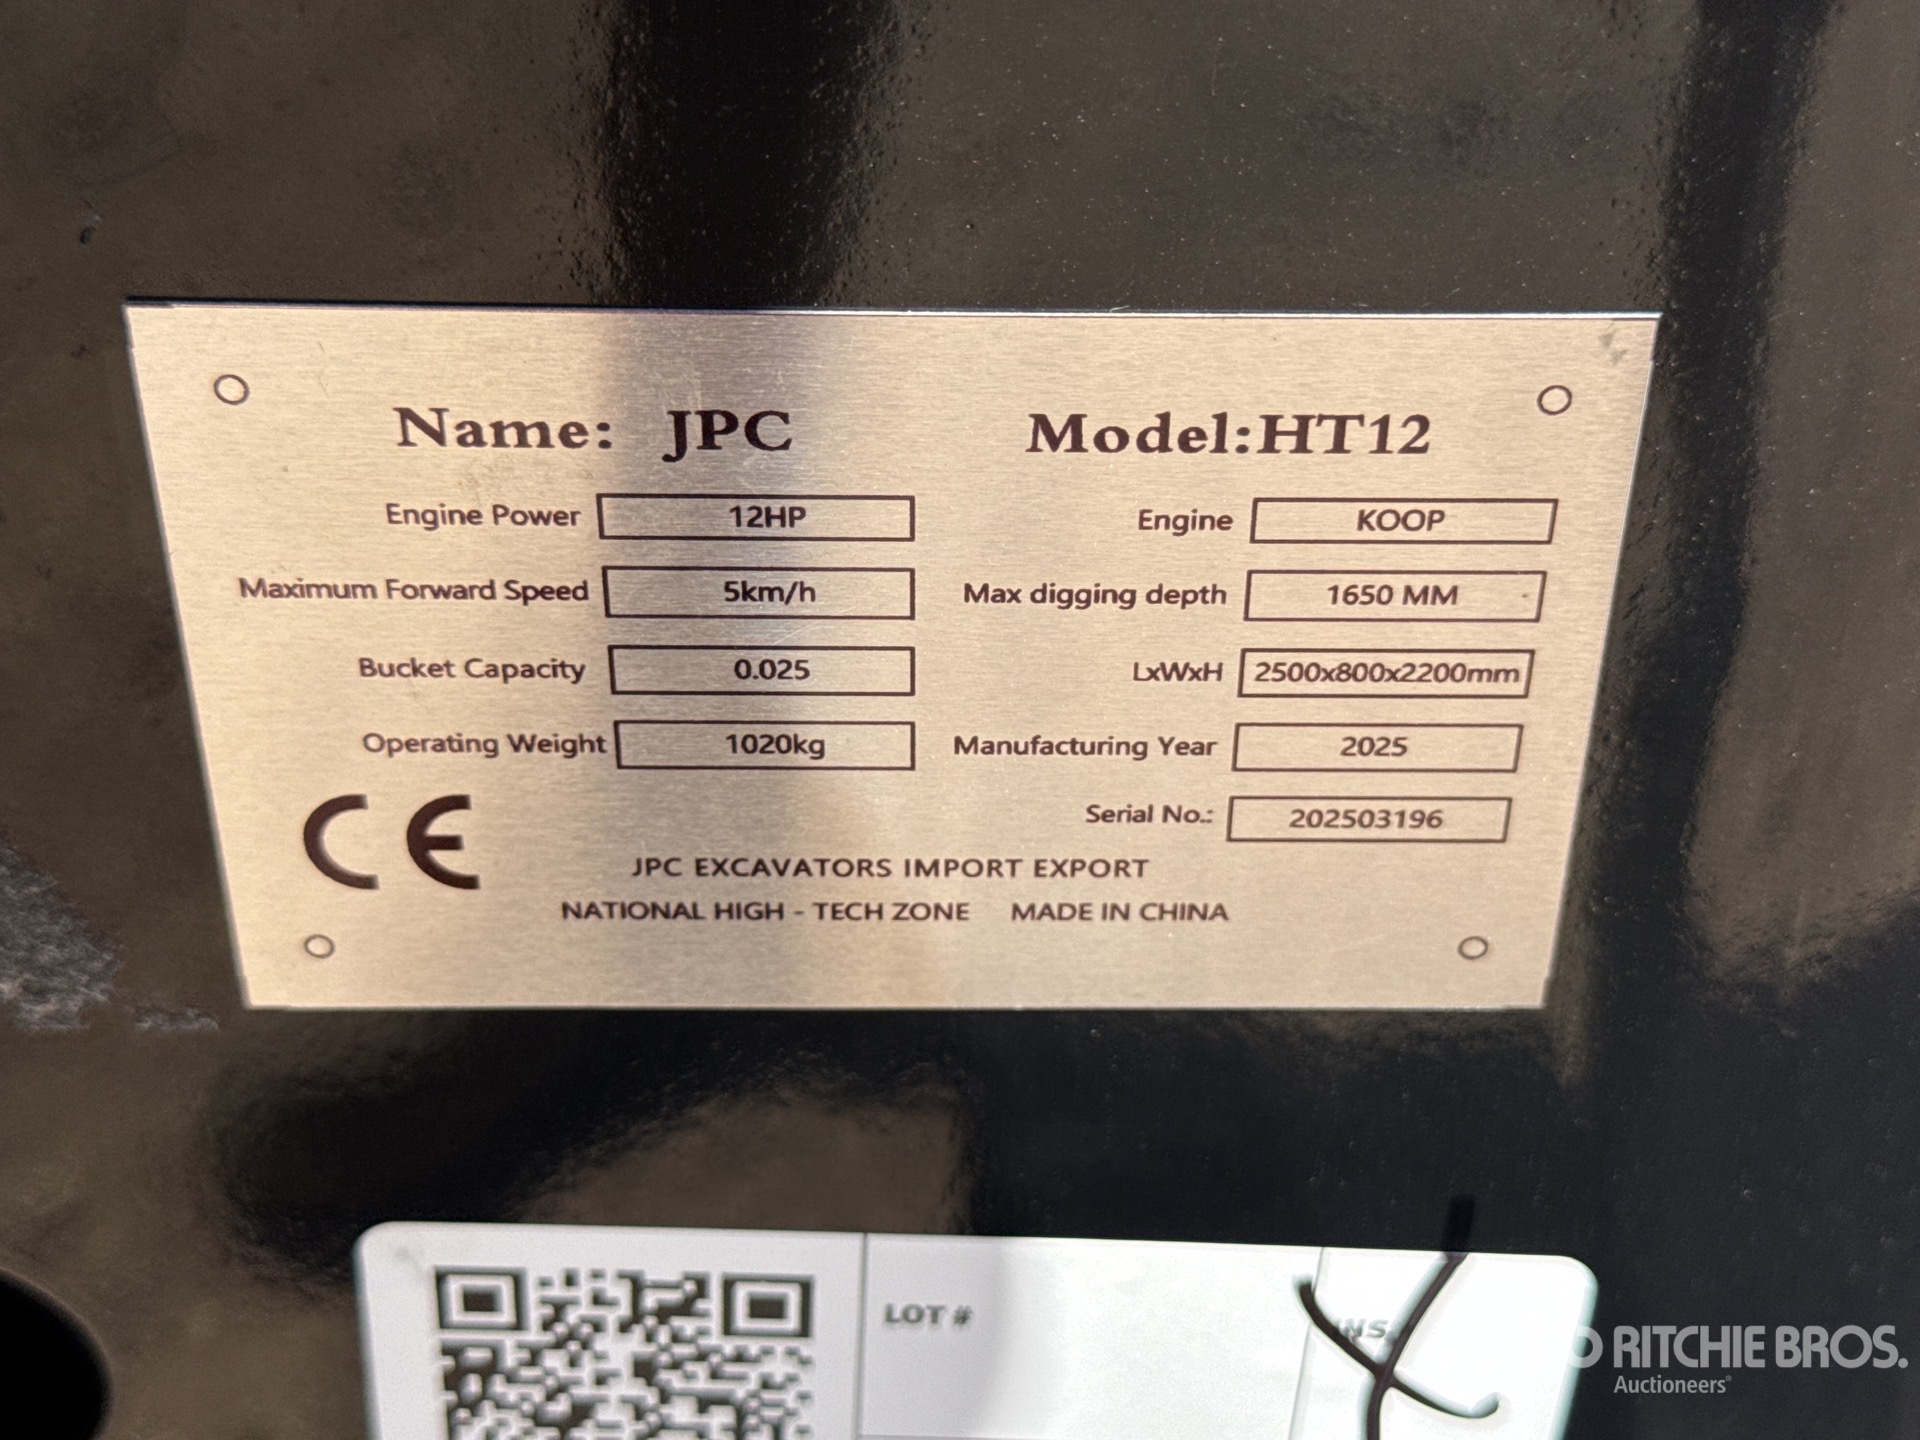 Name: JPC Model:HT12
Engine Power 12HP Engine KOOP
Maximum Forward Speed 5km/h Max digging depth 1650 MM
Bucket Capacity 0.025 LxWxH 2500x800x2200mm
Operating Weight 1020kg Manufacturing Year 2025
Serial No.: 202503196
CE
JPC EXCAVATORS IMPORT EXPORT
NATIONAL HIGH - TECH ZONE MADE IN CHINA
LOT #
RITCHIE BROS.
Auctioneers®